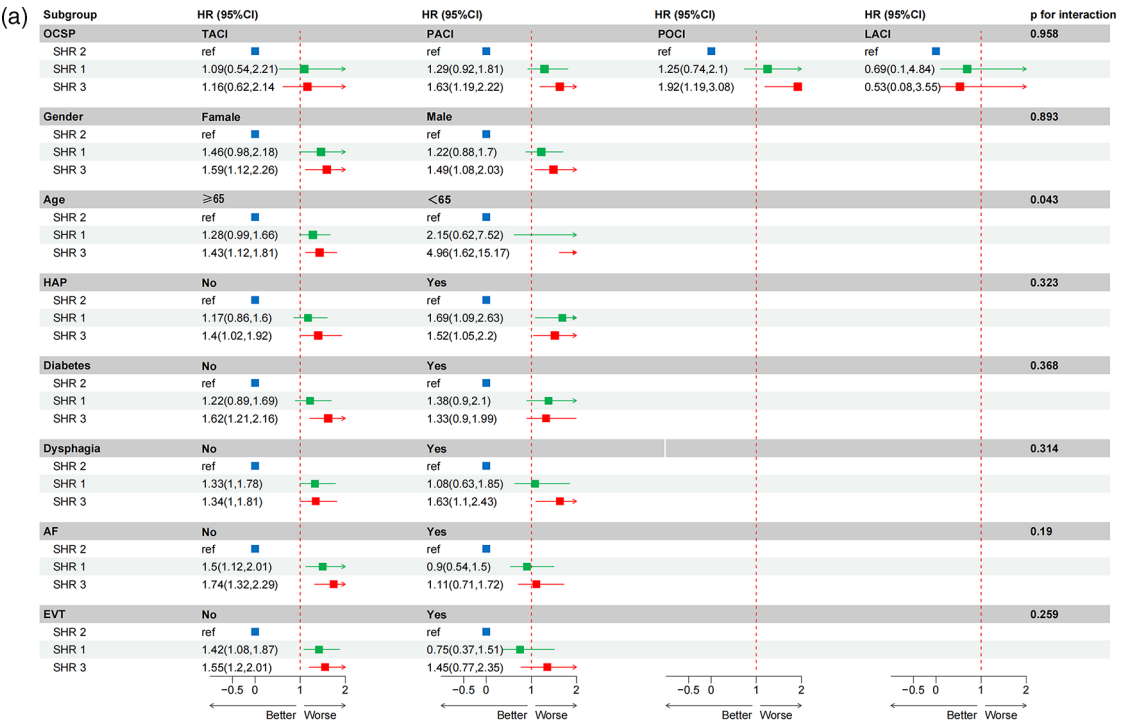 (a)
Subgroup HR (95%CI) HR (95%CI) HR (95%CI) HR (95%CI) p for interaction
OCSP TACI PACI POCI LACI 0.958
SHR 2 ref ref ref ref
SHR 1 1.09(0.54,2.21) 1.29(0.92,1.81) 1.25(0.74,2.1) 0.69(0.1,4.84)
SHR 3 1.16(0.62,2.14 1.63(1.19,2.22) 1.92(1.19,3.08) 0.53(0.08,3.55)
Gender Famale Male 0.893
SHR 2 ref ref
SHR 1 1.46(0.98,2.18) 1.22(0.88,1.7)
SHR 3 1.59(1.12,2.26) 1.49(1.08,2.03)
Age ⩾65 <65 0.043
SHR 2 ref ref
SHR 1 1.28(0.99,1.66) 2.15(0.62,7.52)
SHR 3 1.43(1.12,1.81) 4.96(1.62,15.17)
HAP No Yes 0.323
SHR 2 ref ref
SHR 1 1.17(0.86,1.6) 1.69(1.09,2.63)
SHR 3 1.4(1.02,1.92) 1.52(1.05,2.2)
Diabetes No Yes 0.368
SHR 2 ref ref
SHR 1 1.22(0.89,1.69) 1.38(0.9,2.1)
SHR 3 1.62(1.21,2.16) 1.33(0.9,1.99)
Dysphagia No Yes 0.314
SHR 2 ref ref
SHR 1 1.33(1,1.78) 1.08(0.63,1.85)
SHR 3 1.34(1,1.81) 1.63(1.1,2.43)
AF No Yes 0.19
SHR 2 ref ref
SHR 1 1.5(1.12,2.01) 0.9(0.54,1.5)
SHR 3 1.74(1.32,2.29) 1.11(0.71,1.72)
EVT No Yes 0.259
SHR 2 ref ref
SHR 1 1.42(1.08,1.87) 0.75(0.37,1.51)
SHR 3 1.55(1.2,2.01) 1.45(0.77,2.35)
−0.5 0 1 2 −0.5 0 1 2 −0.5 0 1 2 −0.5 0 1 2
Better Worse Better Worse Better Worse Better Worse